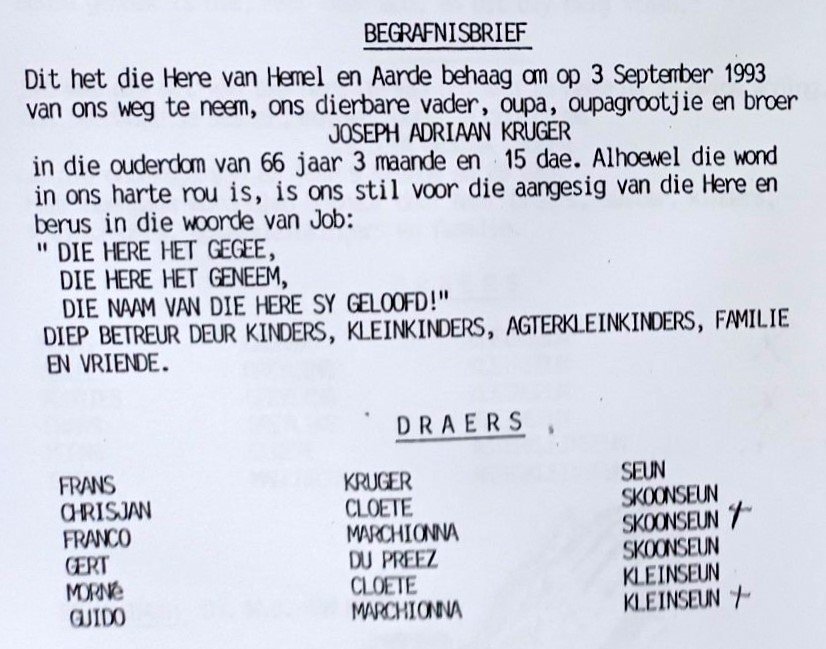 BEGRAFNISBRIEF
Dit het die Here van Hemel en Aarde behaag om op 3 September 1993
van ons weg te neem, ons dierbare vader, oupa, oupagrootjie en broer
JOSEPH ADRIAAN KRUGER
in die ouderdom van 66 jaar 3 maande en 15 dae. Alhoewel die wond
in ons harte rou is, is ons stil voor die aangesig van die Here en
berus in die woorde van Job:
" DIE HERE HET GEGEE,
DIE HERE HET GENEEM,
DIE NAAM VAN DIE HERE SY GELOOFD!"
DIEP BETREUR DEUR KINDERS, KLEINKINDERS, AGTERKLEINKINDERS, FAMILIE
EN VRIENDE.
DRAERS
FRANS KRUGER SEUN
CHRISJAN CLOETE SKOONSEUN
FRANCO MARCHIONNA SKOONSEUN +
GERT DU PREEZ SKOONSEUN
MORNé CLOETE KLEINSEUN
GUIDO MARCHIONNA KLEINSEUN +